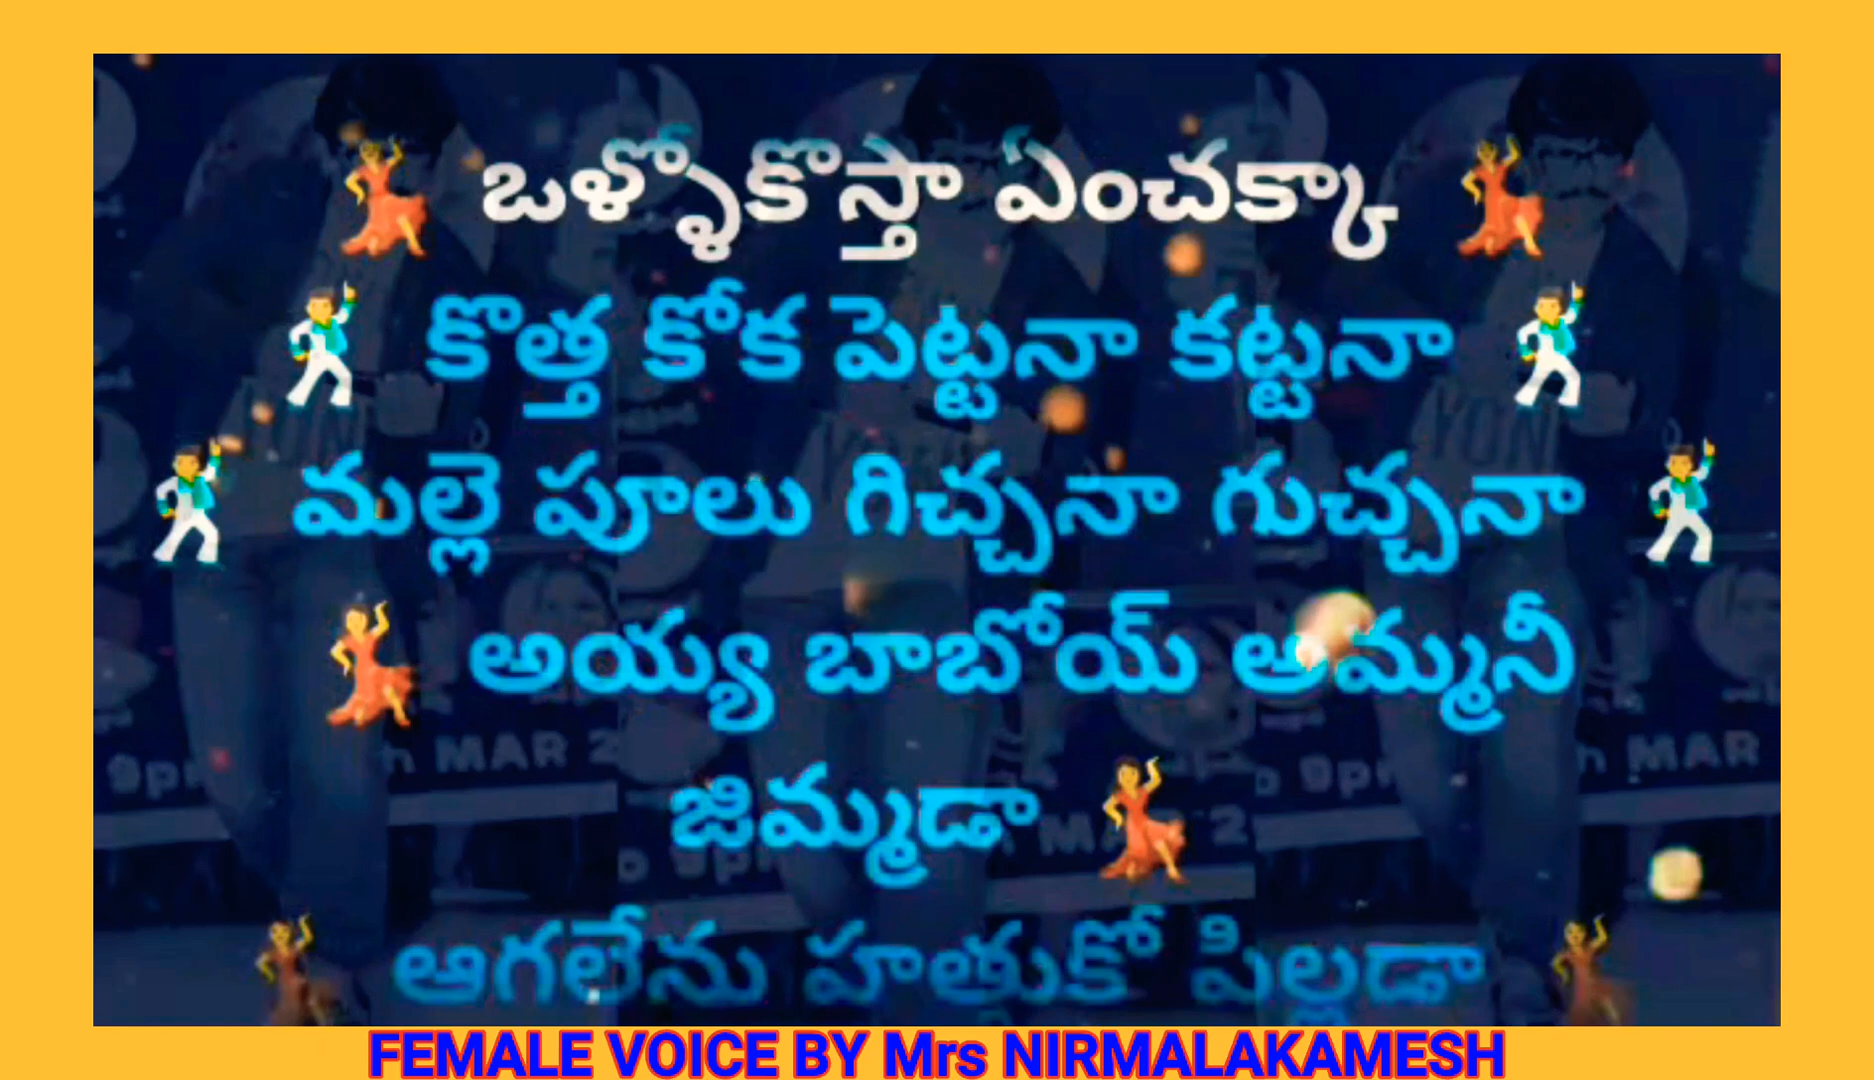 ఒళ్ళోకొస్తా ఏంచక్కా
కొత్త కోక పెట్టనా కట్టనా
మల్లె పూలు గిచ్చనా గుచ్చనా
అయ్య బాబోయ్ అమ్మనీ
జిమ్మడా
ఆగలేను హత్తుకో పిల్లడా
FEMALE VOICE BY Mrs NIRMALAKAMESH